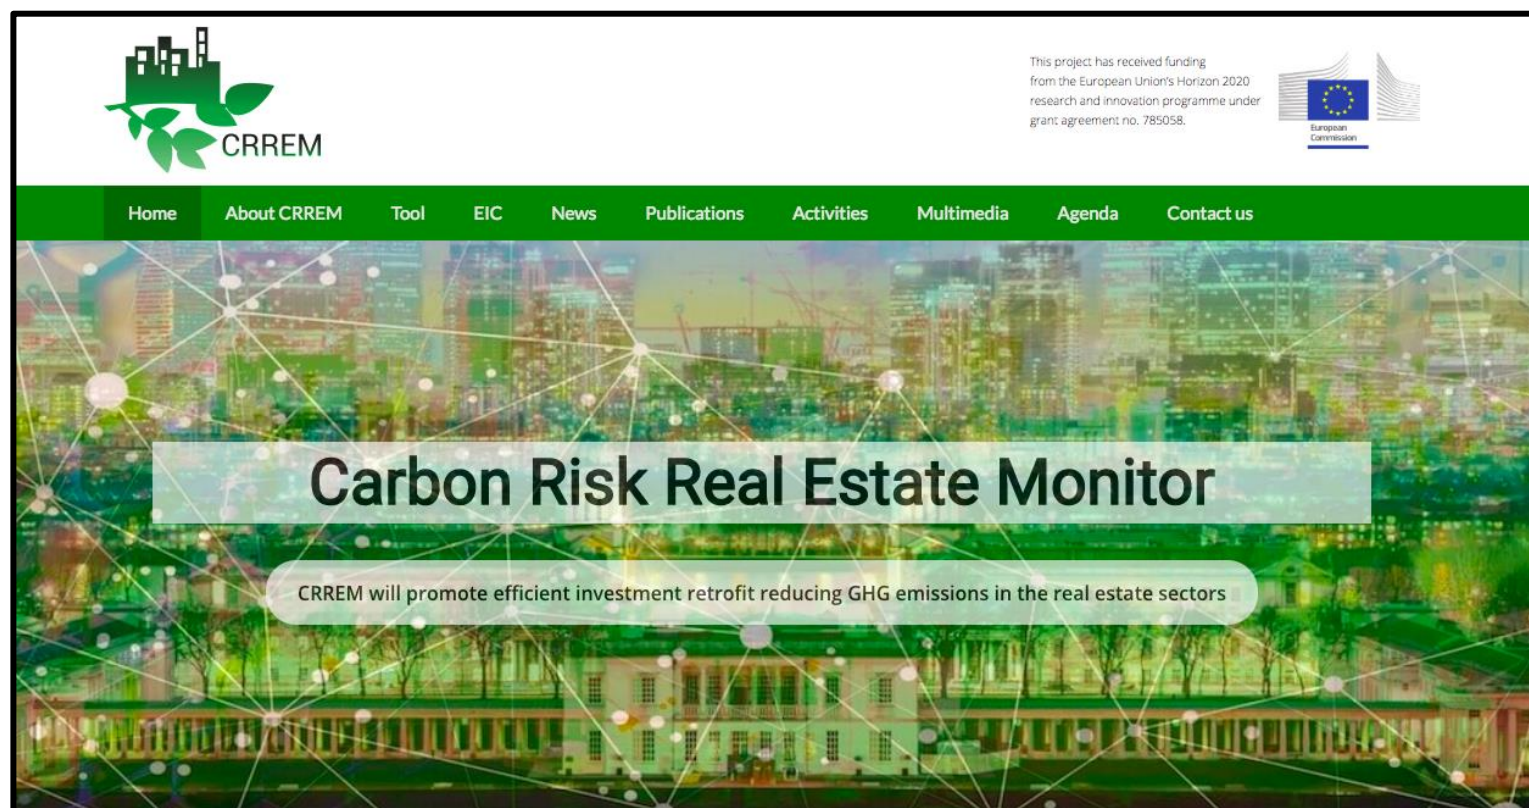 CRREM
This project has received funding
from the European Union's Horizon 2020
research and innovation programme under
grant agreement no. 785058.
European
Commission
Home About CRREM Tool EIC News Publications Activities Multimedia Agenda Contact us
Carbon Risk Real Estate Monitor
CRREM will promote efficient investment retrofit reducing GHG emissions in the real estate sectors